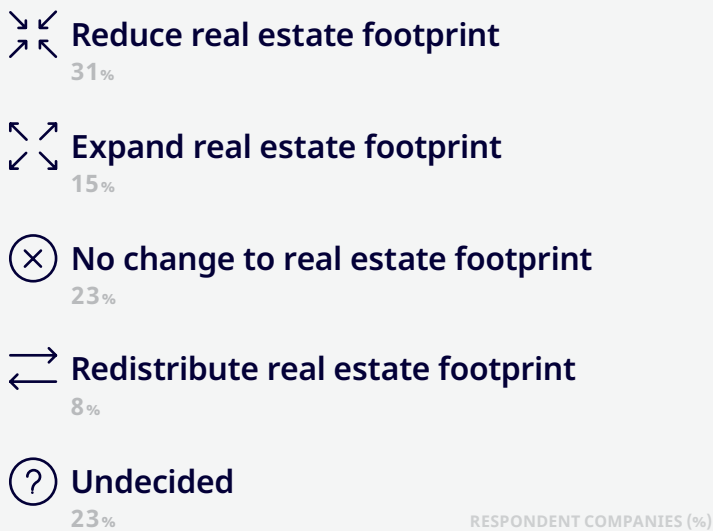 Reduce real estate footprint
31%
Expand real estate footprint
15%
No change to real estate footprint
23%
Redistribute real estate footprint
8%
Undecided
23%
RESPONDENT COMPANIES (%)